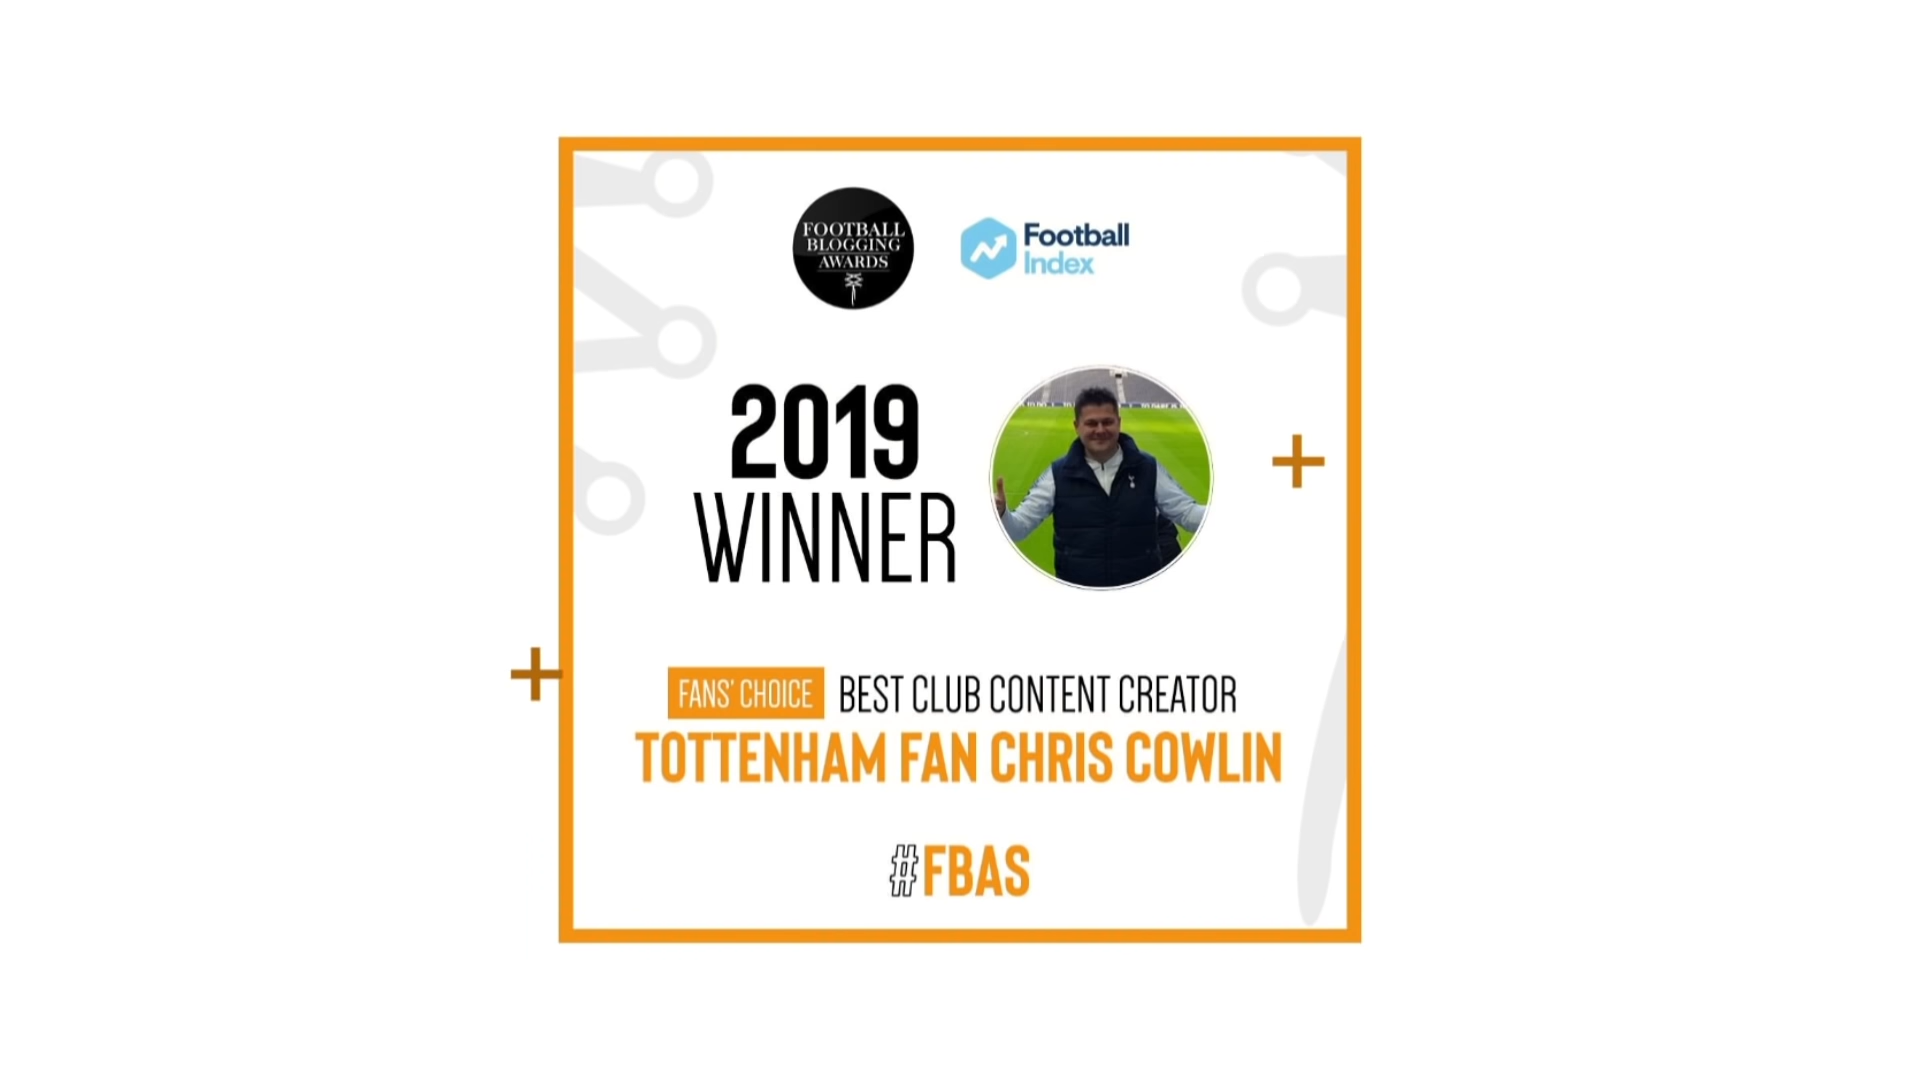 FOOTBALL
BLOGGING
AWARDS
Football
Index
2019
WINNER
FANS' CHOICE BEST CLUB CONTENT CREATOR
TOTTENHAM FAN CHRIS COWLIN
#FBAS